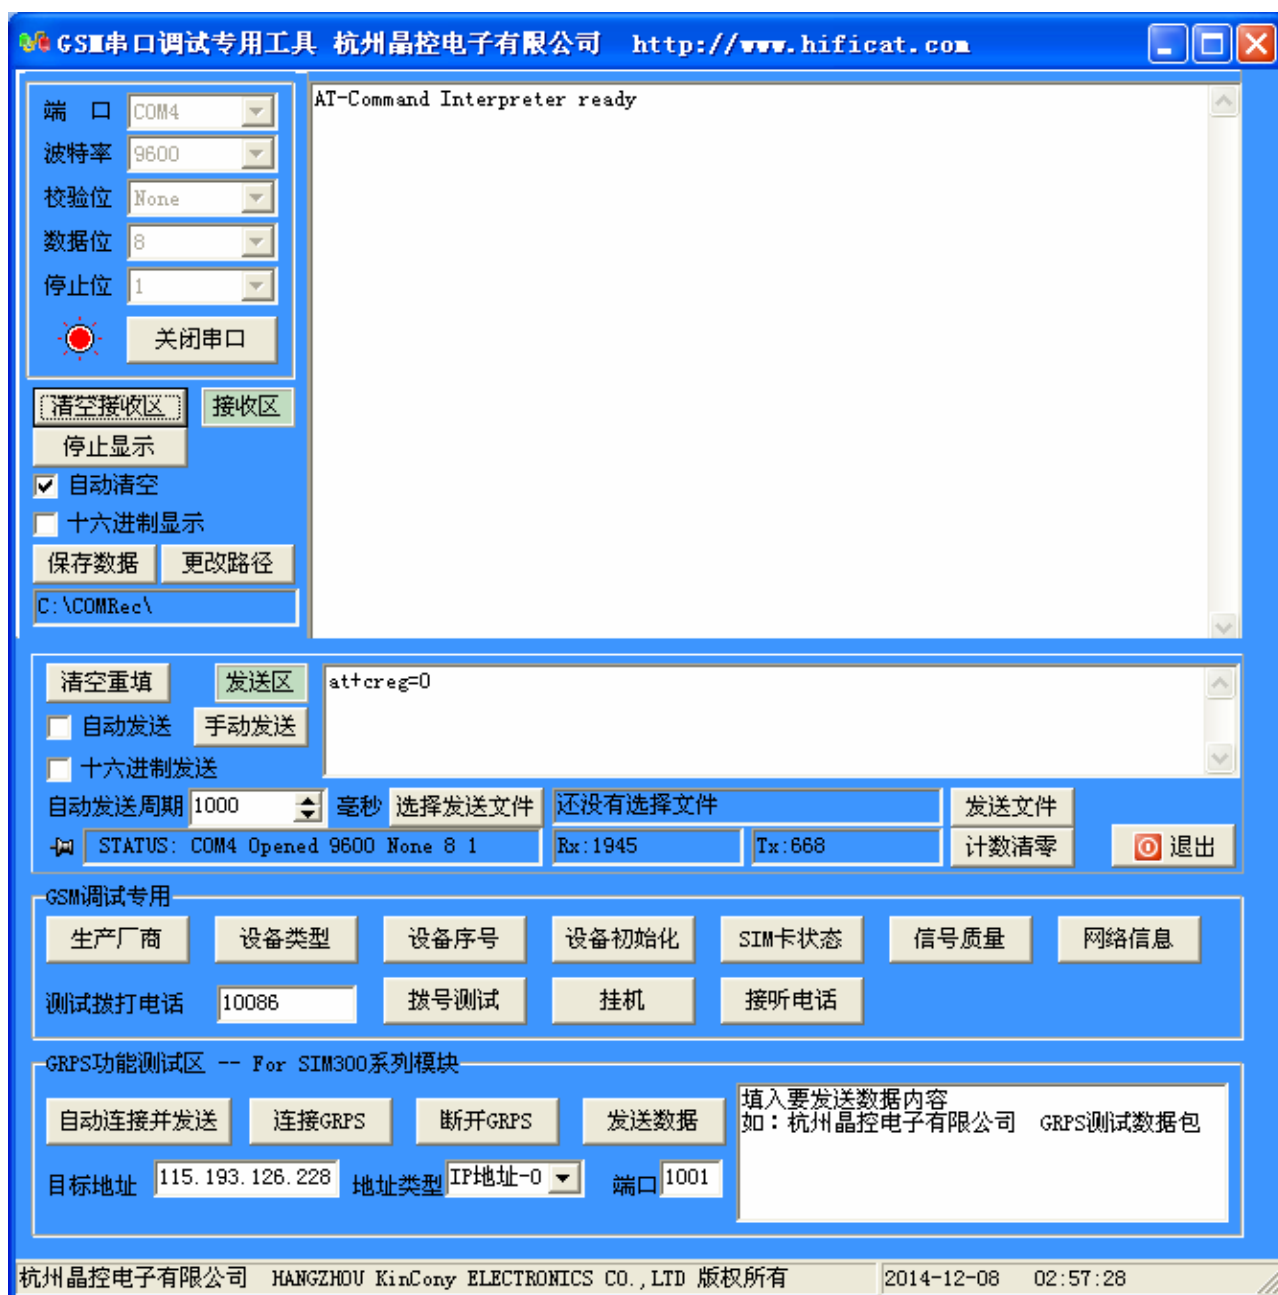 GSM串口调试专用工具 杭州晶控电子有限公司 http://www.hificat.com
端 口 COM4
波特率 9600
校验位 None
数据位 8
停止位 1
关闭串口
清空接收区 接收区
停止显示
自动清空
十六进制显示
保存数据 更改路径
C:\COMRec\
AT-Command Interpreter ready
清空重填 发送区
自动发送 手动发送
十六进制发送
at+creg=0
自动发送周期 1000 毫秒 选择发送文件 还没有选择文件 发送文件
STATUS: COM4 Opened 9600 None 8 1 Rx:1945 Tx:668 计数清零 退出
GSM调试专用
生产厂商 设备类型 设备序号 设备初始化 SIM卡状态 信号质量 网络信息
测试拨打电话 10086 拨号测试 挂机 接听电话
GRPS功能测试区 -- For SIM300系列模块
自动连接并发送 连接GRPS 断开GRPS 发送数据
填入要发送数据内容
如：杭州晶控电子有限公司 GRPS测试数据包
目标地址 115.193.126.228 地址类型 IP地址-0 端口 1001
杭州晶控电子有限公司 HANGZHOU KinCony ELECTRONICS CO.,LTD 版权所有 2014-12-08 02:57:28